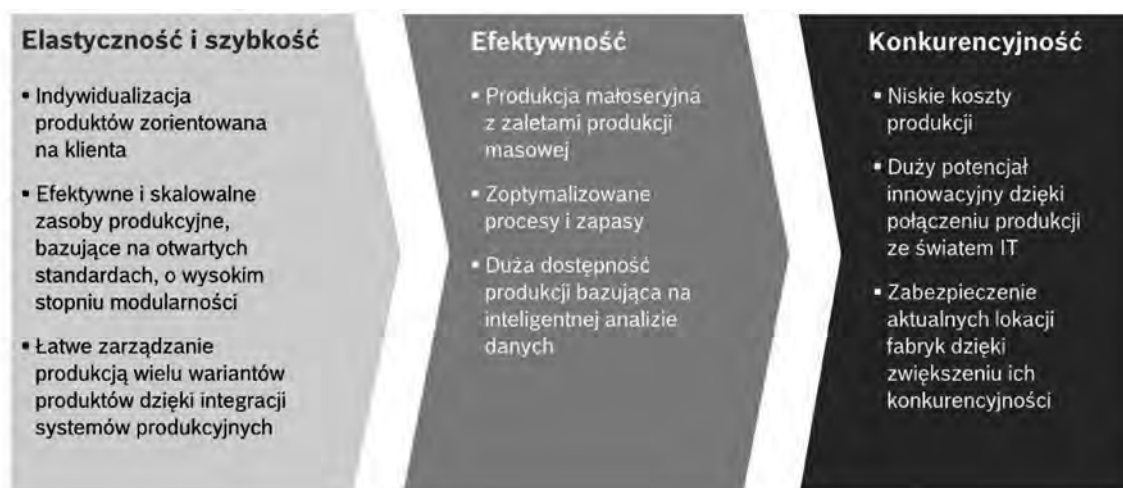 Elastyczność i szybkość
▪ Indywidualizacja
produktów zorientowana
na klienta
▪ Efektywne i skalowalne
zasoby produkcyjne,
bazujące na otwartych
standardach, o wysokim
stopniu modularności
▪ Łatwe zarządzanie
produkcją wielu wariantów
produktów dzięki integracji
systemów produkcyjnych
Efektywność
▪ Produkcja małoseryjna
z zaletami produkcji
masowej
▪ Zoptymalizowane
procesy i zapasy
▪ Duża dostępność
produkcji bazująca na
inteligentnej analizie
danych
Konkurencyjność
▪ Niskie koszty
produkcji
▪ Duży potencjał
innowacyjny dzięki
połączeniu produkcji
ze światem IT
▪ Zabezpieczenie
aktualnych lokacji
fabryk dzięki
zwiększeniu ich
konkurencyjności